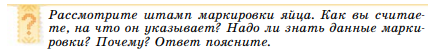 Рассмотрите штамп маркировки яйца. Как вы считае-
те, на что он указывает? Надо ли знать данные марки-
ровки? Почему? Ответ поясните.